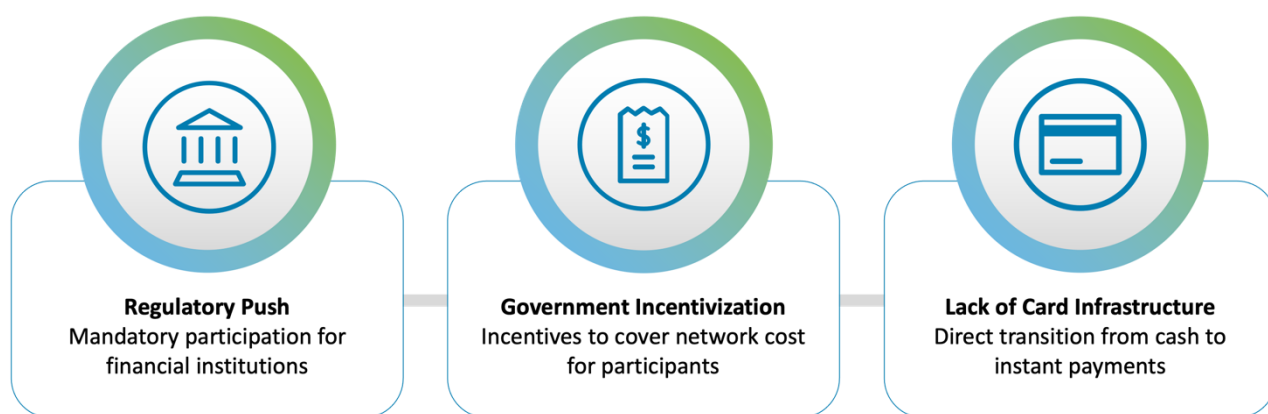 $
Regulatory Push
Mandatory participation for
financial institutions
Government Incentivization
Incentives to cover network cost
for participants
Lack of Card Infrastructure
Direct transition from cash to
instant payments